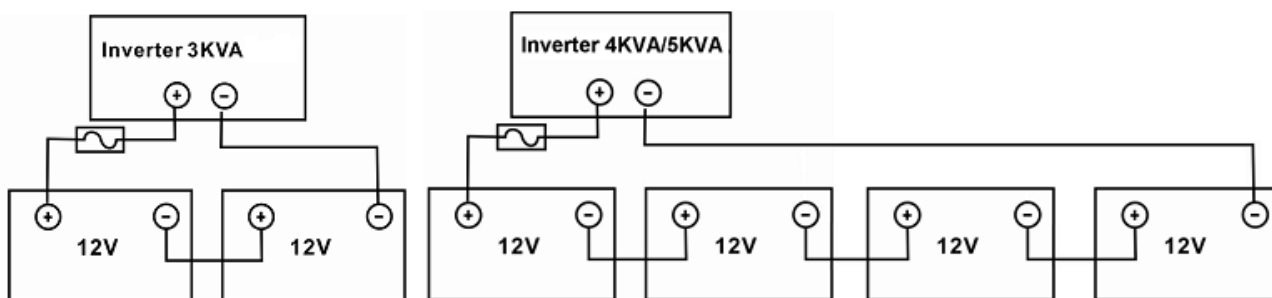 Inverter 3KVA
+ −
+ − + −
12V 12V
Inverter 4KVA/5KVA
+ −
+ − + − + − + −
12V 12V 12V 12V